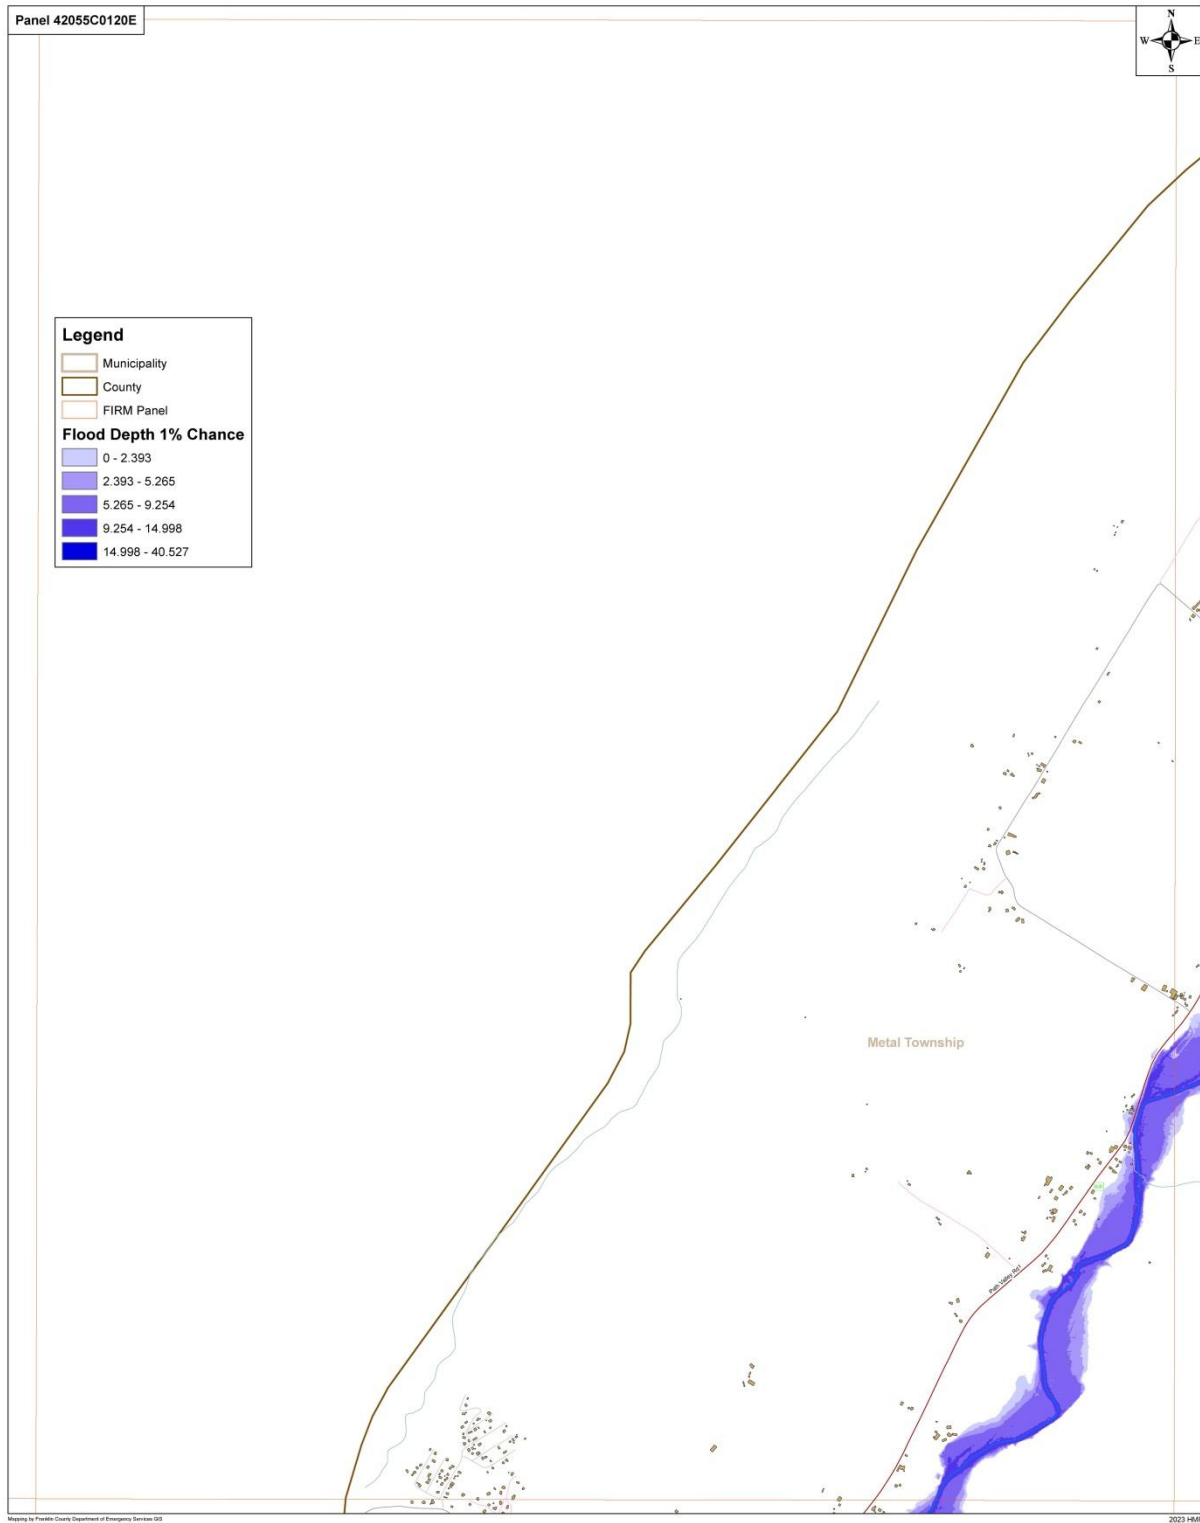 Panel 42055C0120E
N
W E
S
Legend
Municipality
County
FIRM Panel
Flood Depth 1% Chance
0 - 2.393
2.393 - 5.265
5.265 - 9.254
9.254 - 14.998
14.998 - 40.527
Metal Township
Path Valley Rd
Mapping by Franklin County Department of Emergency Services GIS
2023 HM